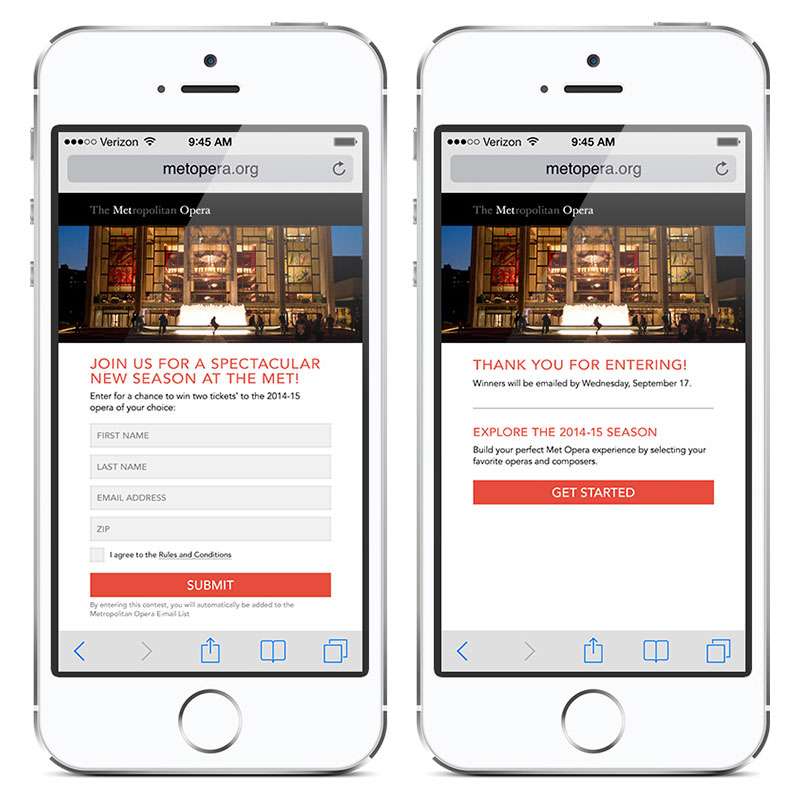 Verizon 9:45 AM
metopera.org
The Metropolitan Opera
JOIN US FOR A SPECTACULAR
NEW SEASON AT THE MET!
Enter for a chance to win two tickets* to the 2014-15
opera of your choice:
FIRST NAME
LAST NAME
EMAIL ADDRESS
ZIP
I agree to the Rules and Conditions
SUBMIT
By entering this contest, you will automatically be added to the
Metropolitan Opera E-mail List
Verizon 9:45 AM
metopera.org
The Metropolitan Opera
THANK YOU FOR ENTERING!
Winners will be emailed by Wednesday, September 17.
EXPLORE THE 2014-15 SEASON
Build your perfect Met Opera experience by selecting your
favorite operas and composers.
GET STARTED